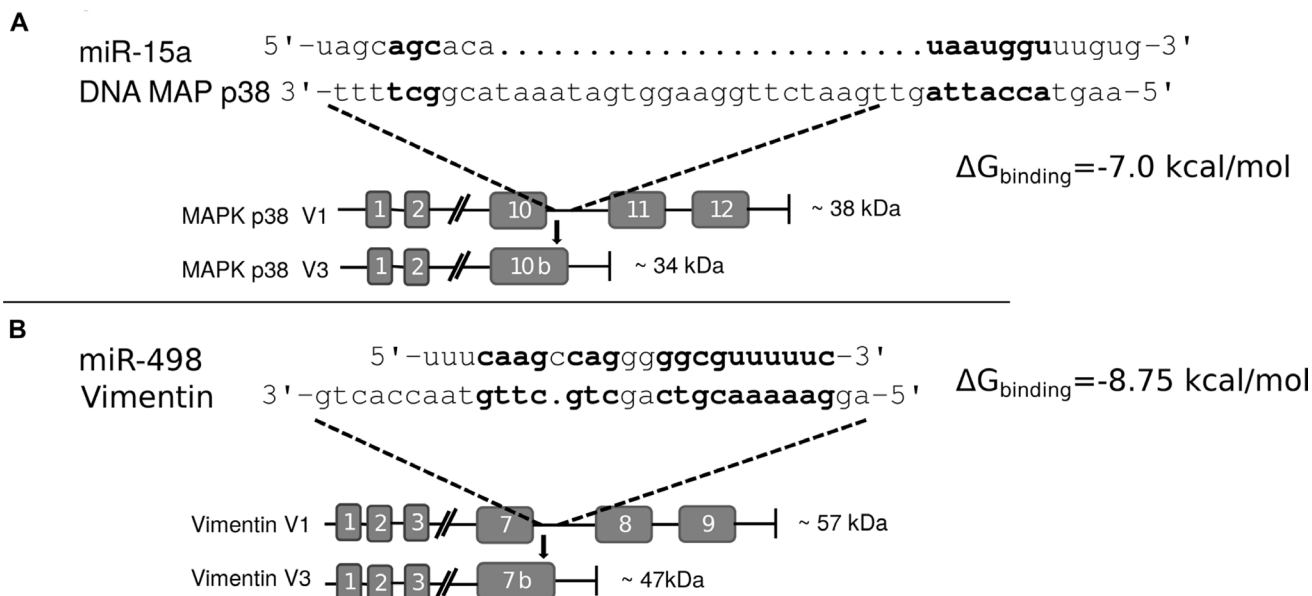 A
miR-15a 5'-uagcagcaca........................uaaugguuugug-3'
DNA MAP p38 3'-ttttcggcataaatagtggaaggttctaagttgattaccatgaa-5'
ΔGbinding=-7.0 kcal/mol
MAPK p38 V1 1 2 10 11 12 ~ 38 kDa
MAPK p38 V3 1 2 10b ~ 34 kDa
B
miR-498 5'-uuucaagccagggggcguuuuuc-3'
Vimentin 3'-gtcaccaatgttc.gtcgactgcaaaaagga-5'
ΔGbinding=-8.75 kcal/mol
Vimentin V1 1 2 3 7 8 9 ~ 57 kDa
Vimentin V3 1 2 3 7b ~ 47kDa